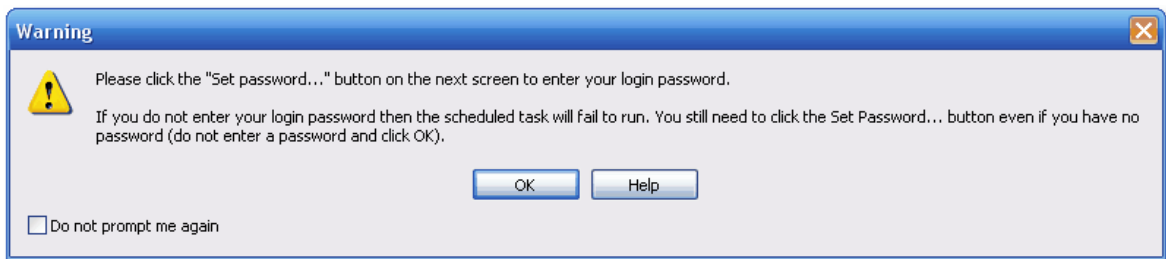 Warning
Please click the "Set password..." button on the next screen to enter your login password.
If you do not enter your login password then the scheduled task will fail to run. You still need to click the Set Password... button even if you have no
password (do not enter a password and click OK).
OK
Help
Do not prompt me again